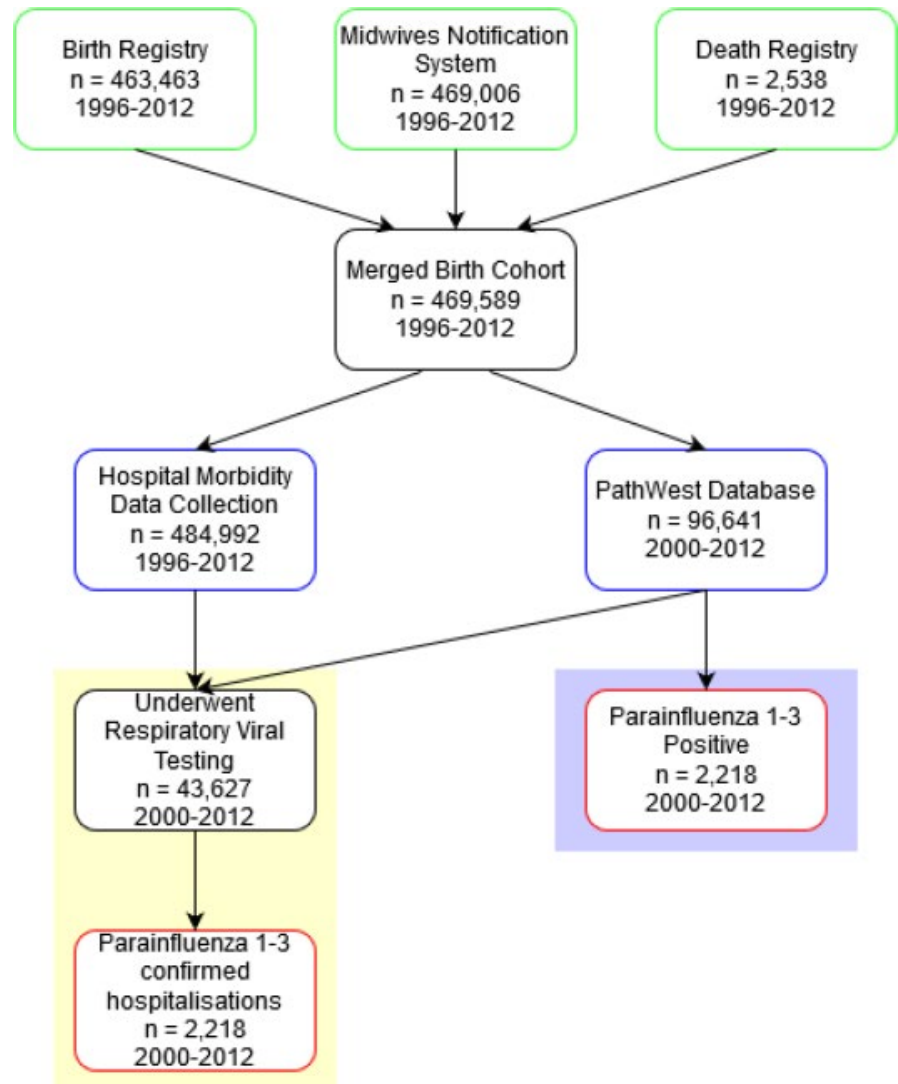 Birth Registry
n = 463,463
1996-2012
Midwives Notification
System
n = 469,006
1996-2012
Death Registry
n = 2,538
1996-2012
Merged Birth Cohort
n = 469,589
1996-2012
Hospital Morbidity
Data Collection
n = 484,992
1996-2012
PathWest Database
n = 96,641
2000-2012
Underwent
Respiratory Viral
Testing
n = 43,627
2000-2012
Parainfluenza 1-3
Positive
n = 2,218
2000-2012
Parainfluenza 1-3
confirmed
hospitalisations
n = 2,218
2000-2012